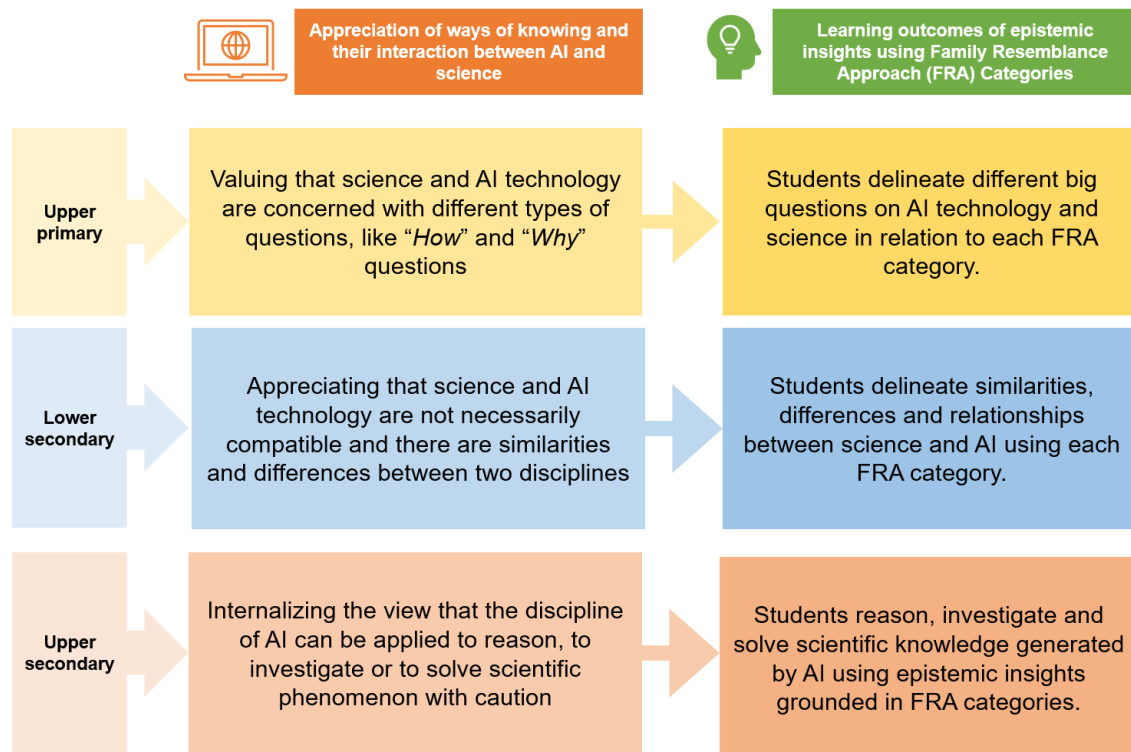 Appreciation of ways of knowing and
their interaction between AI and
science
Learning outcomes of epistemic
insights using Family Resemblance
Approach (FRA) Categories
Upper
primary
Valuing that science and AI technology
are concerned with different types of
questions, like “How” and “Why”
questions
Students delineate different big
questions on AI technology and
science in relation to each FRA
category.
Lower
secondary
Appreciating that science and AI
technology are not necessarily
compatible and there are similarities
and differences between two disciplines
Students delineate similarities,
differences and relationships
between science and AI using each
FRA category.
Upper
secondary
Internalizing the view that the discipline
of AI can be applied to reason, to
investigate or to solve scientific
phenomenon with caution
Students reason, investigate and
solve scientific knowledge generated
by AI using epistemic insights
grounded in FRA categories.